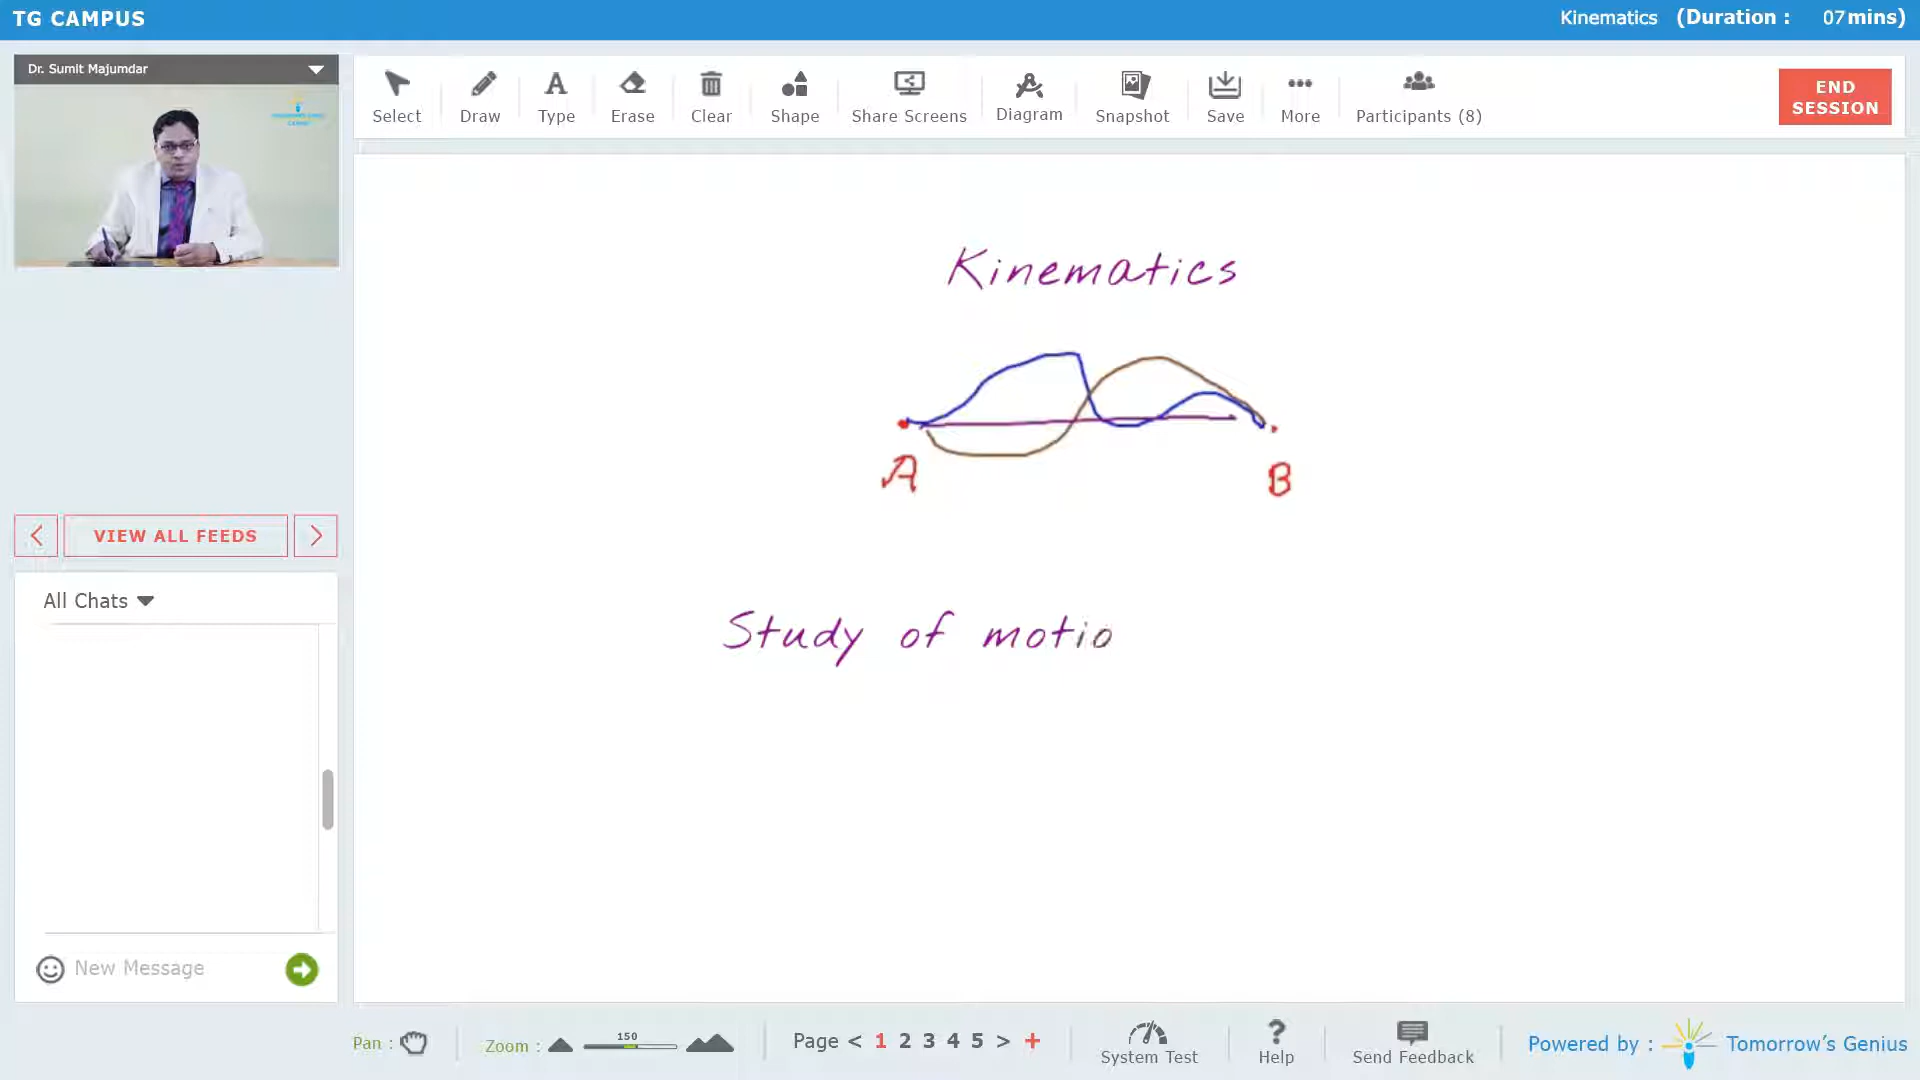 TG CAMPUS
Kinematics (Duration : 07 mins)
Dr. Sumit Majumdar
Select Draw Type Erase Clear Shape Share Screens Diagram Snapshot Save More Participants (8)
END
SESSION
Kinematics
A B
VIEW ALL FEEDS
All Chats
Study of motio
New Message
Pan : Zoom : 150 Page < 1 2 3 4 5 > + System Test Help Send Feedback Powered by : Tomorrow's Genius